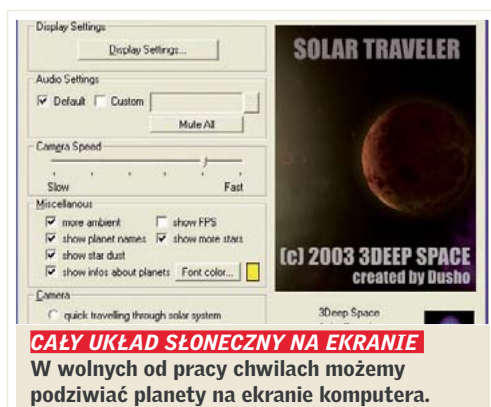 Display Settings
Display Settings...
Audio Settings
Default Custom
Mute All
Camera Speed
Slow Fast
Miscellanous
more ambient show FPS
show planet names show more stars
show star dust
show infos about planets Font color...
Camera
quick travelling through solar system
SOLAR TRAVELER
(c) 2003 3DEEP SPACE
created by Dusho
3Deep Space
CAŁY UKŁAD SŁONECZNY NA EKRANIE
W wolnych od pracy chwilach możemy
podziwiać planety na ekranie komputera.